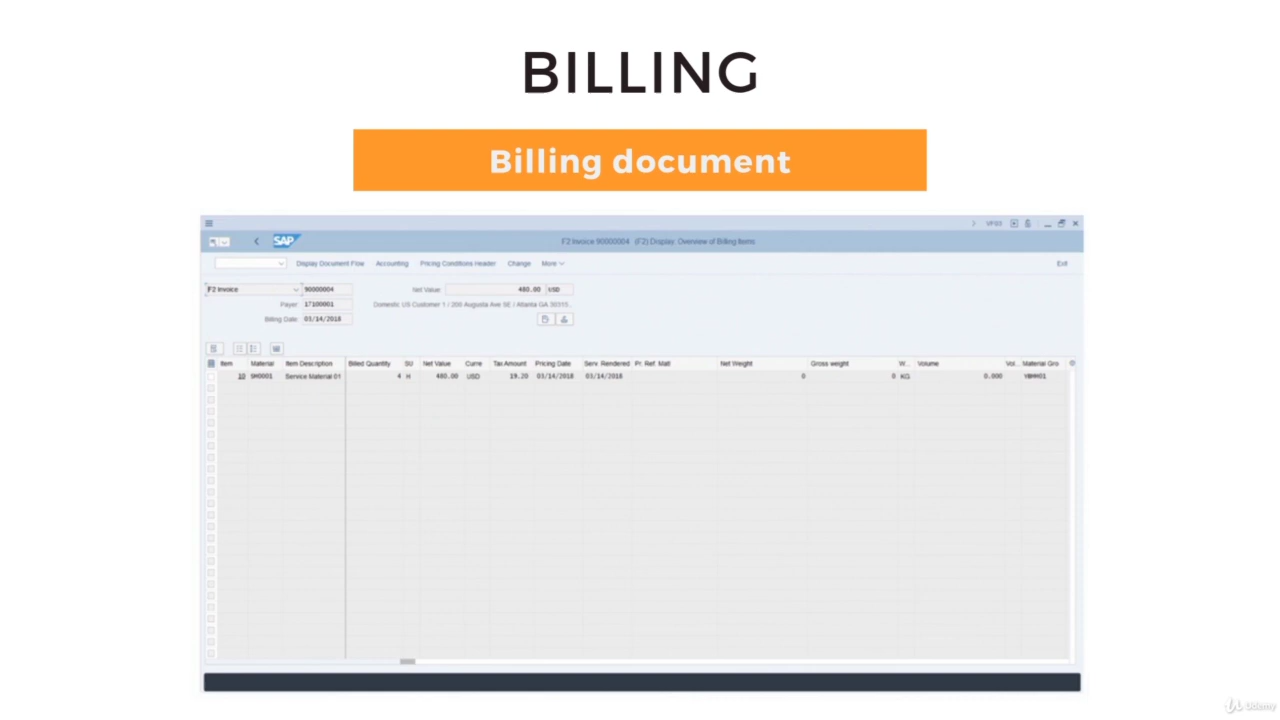 BILLING
Billing document
VF03
SAP
F2 Invoice 90000004 (F2) Display: Overview of Billing Items
Display Document Flow Accounting Pricing Conditions Header Change More Exit
F2 Invoice 90000004 Net Value: 480.00 USD
Payer: 17100001 Domestic US Customer 1 / 200 Augusta Ave SE / Atlanta GA 30315..
Billing Date: 03/14/2018
Item Material Item Description Billed Quantity SU Net Value Curre Tax Amount Pricing Date Serv. Rendered Pr. Ref. Matl Net Weight Gross weight W... Volume Vol... Material Gro
10 SM0001 Service Material 01 4 H 480.00 USD 19.20 03/14/2018 03/14/2018 0 0 KG 0.000 YBMM01
Udemy